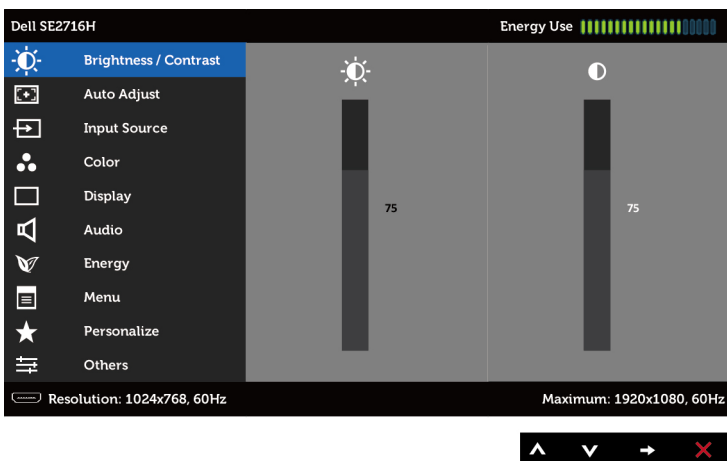 Dell SE2716H
Energy Use
Brightness / Contrast
Auto Adjust
Input Source
Color
Display
75
75
Audio
Energy
Menu
Personalize
Others
Resolution: 1024x768, 60Hz
Maximum: 1920x1080, 60Hz